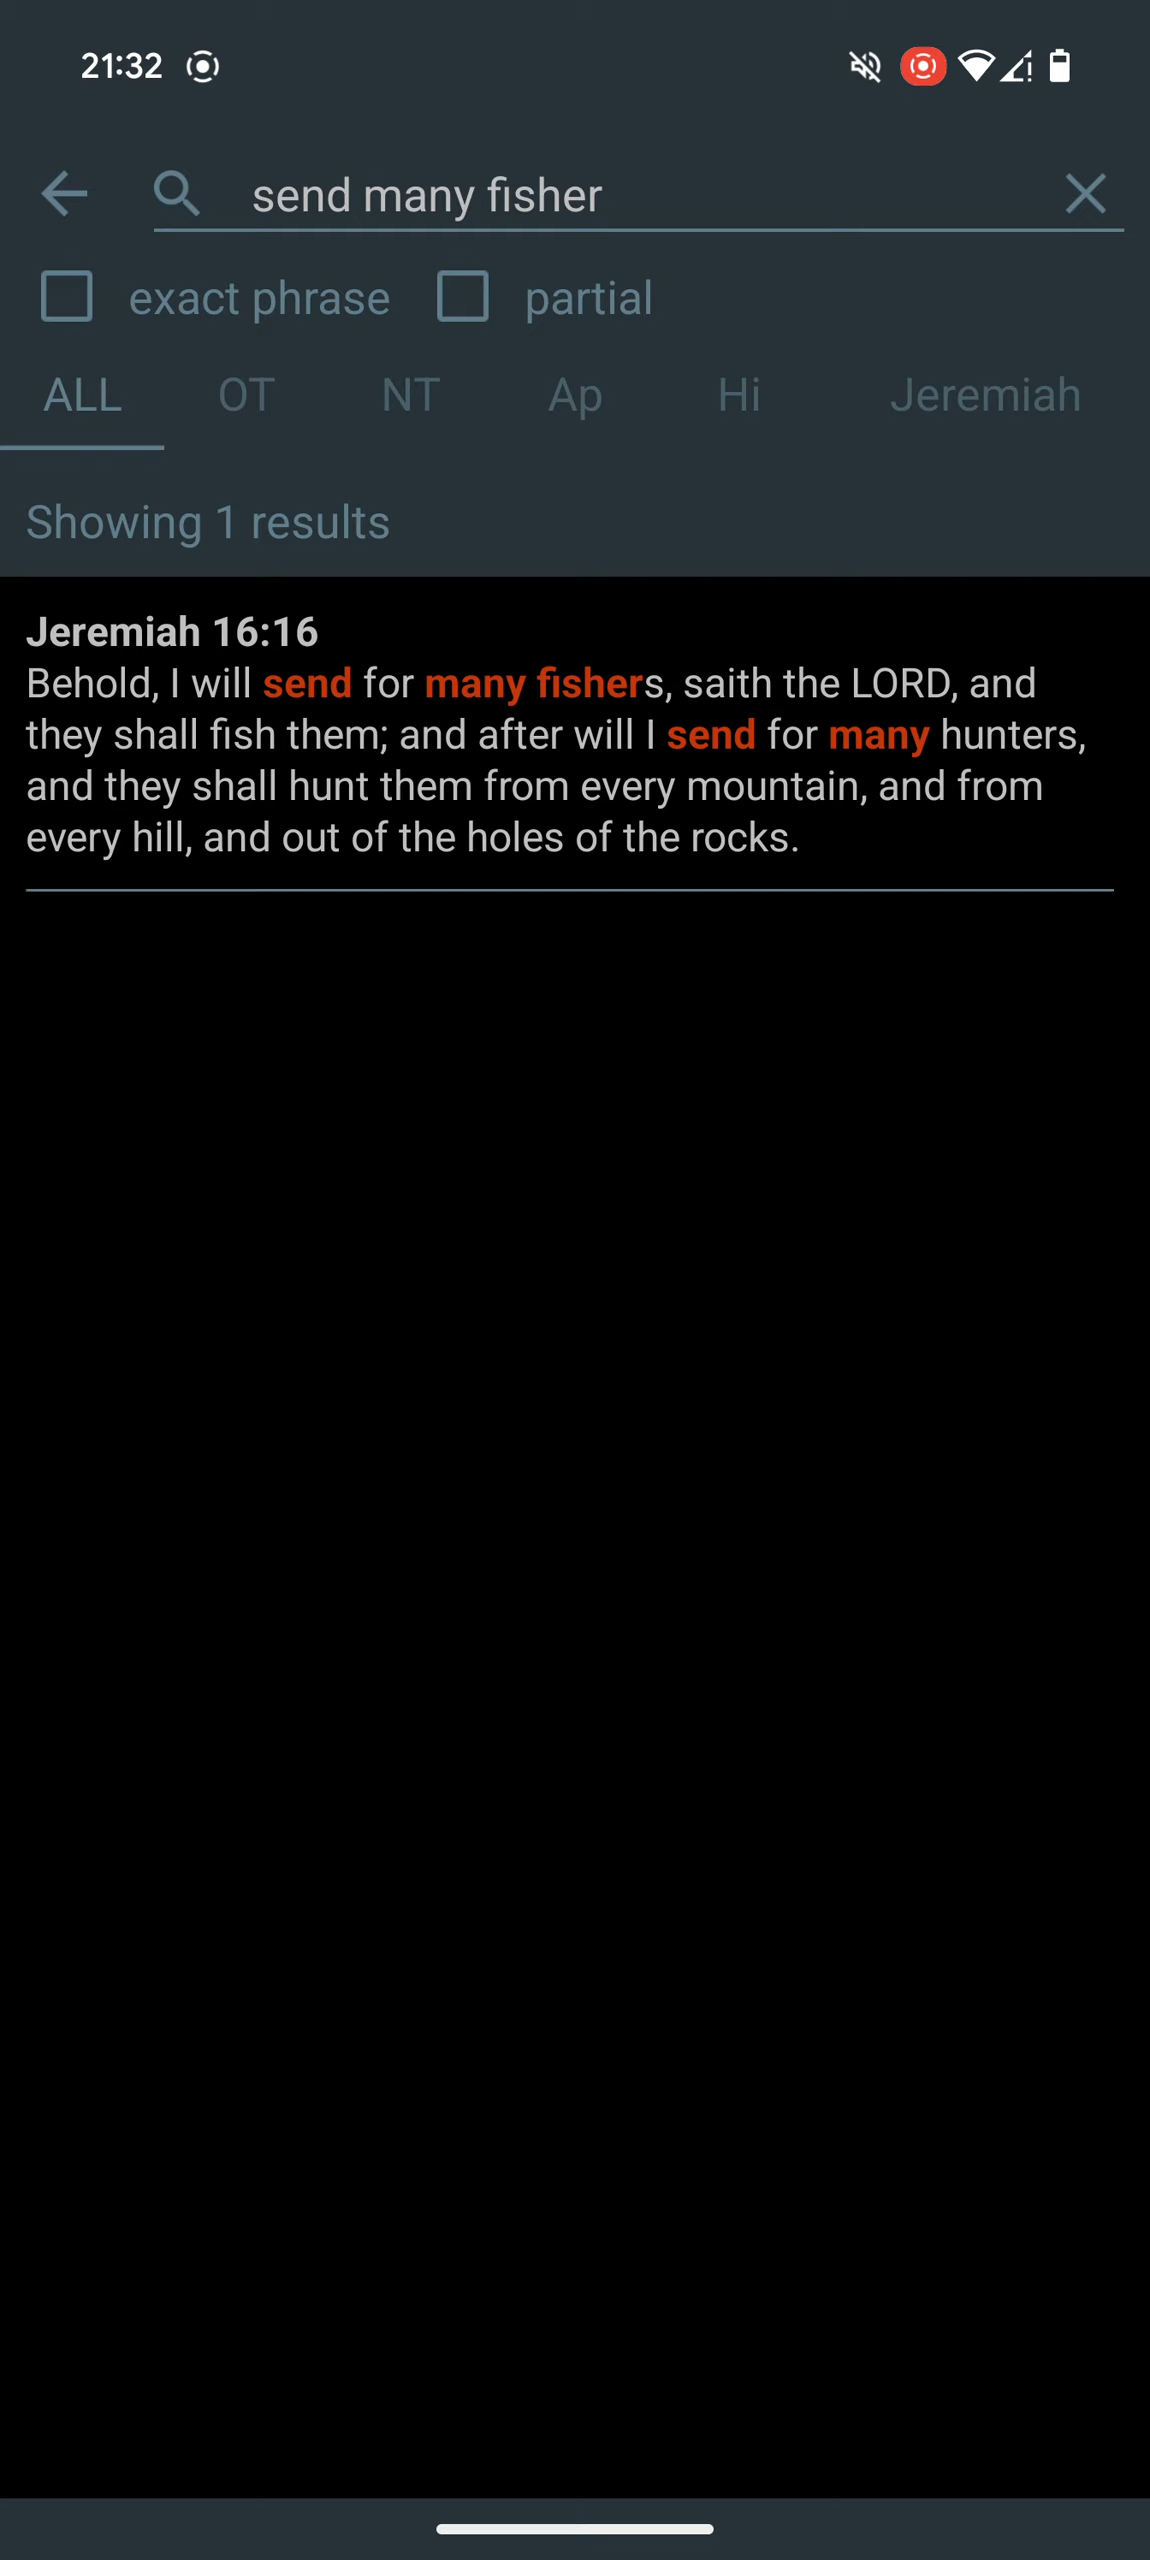 21:32
send many fisher
exact phrase partial
ALL OT NT Ap Hi Jeremiah
Showing 1 results
Jeremiah 16:16
Behold, I will send for many fishers, saith the LORD, and
they shall fish them; and after will I send for many hunters,
and they shall hunt them from every mountain, and from
every hill, and out of the holes of the rocks.